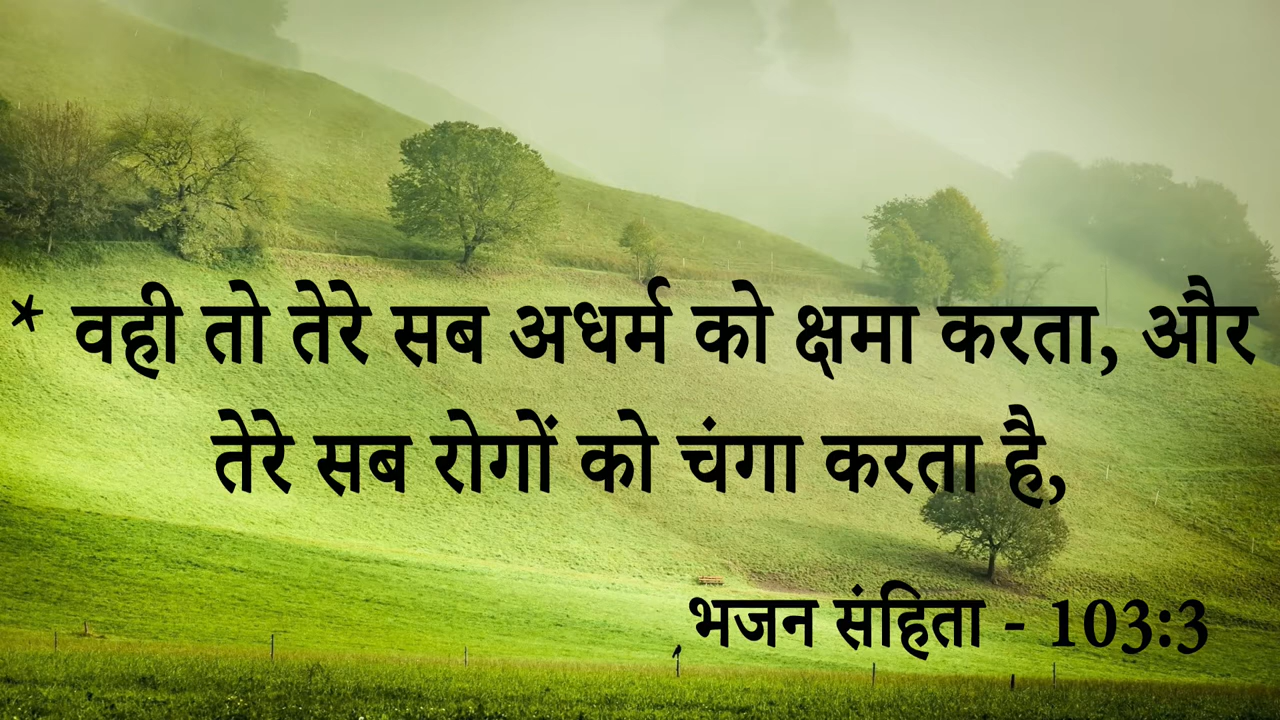 * वही तो तेरे सब अधर्म को क्षमा करता, और
तेरे सब रोगों को चंगा करता है,
भजन संहिता - 103:3